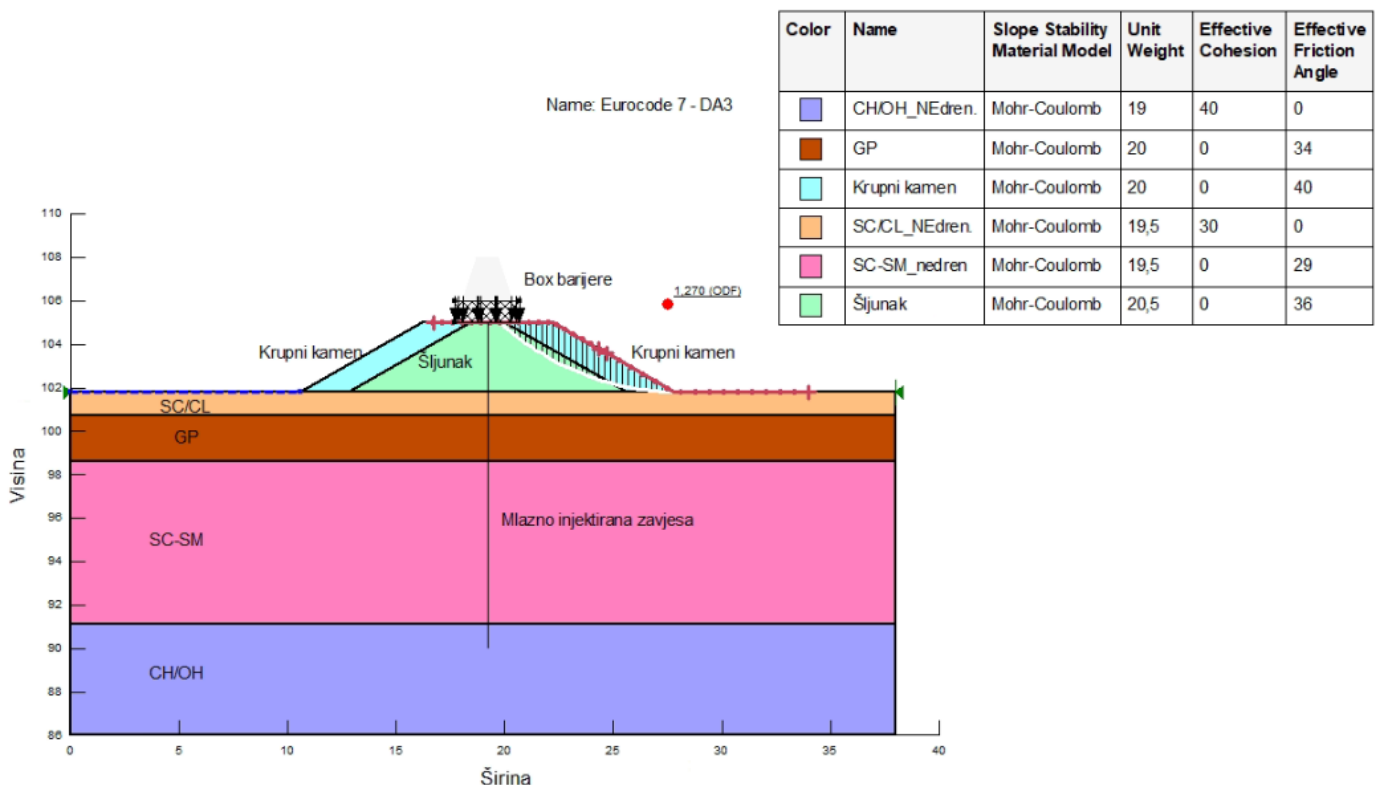 Color Name Slope Stability Material Model Unit Weight Effective Cohesion Effective Friction Angle
CH/OH_NEdren. Mohr-Coulomb 19 40 0
GP Mohr-Coulomb 20 0 34
Krupni kamen Mohr-Coulomb 20 0 40
SC/CL_NEdren. Mohr-Coulomb 19,5 30 0
SC-SM_nedren Mohr-Coulomb 19,5 0 29
Šljunak Mohr-Coulomb 20,5 0 36
Name: Eurocode 7 - DA3
110
108
106
104
102
100
98
96
94
92
90
88
86
Visina
Box barijere
1,270 (ODF)
Krupni kamen
Šljunak
Krupni kamen
SC/CL
GP
SC-SM
Mlazno injektirana zavjesa
CH/OH
0 5 10 15 20 25 30 35 40
Širina